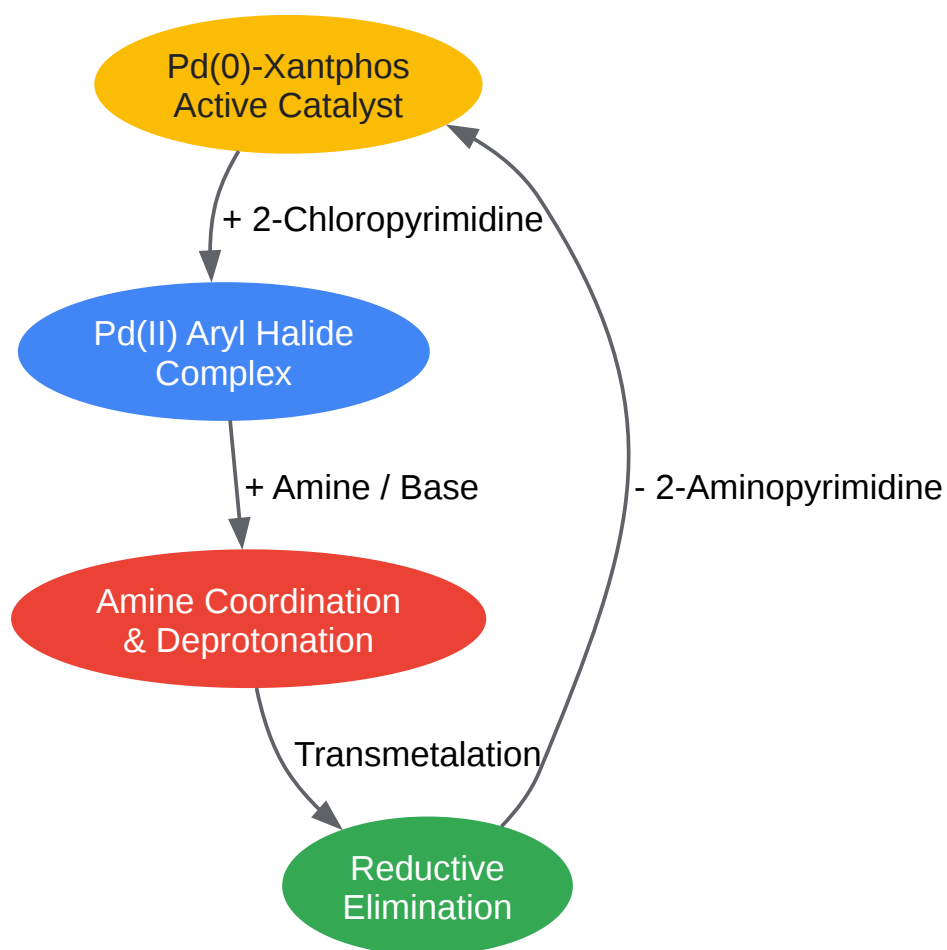 Pd(0)-Xantphos
Active Catalyst
+ 2-Chloropyrimidine
Pd(II) Aryl Halide
Complex
+ Amine / Base
- 2-Aminopyrimidine
Amine Coordination
& Deprotonation
Transmetalation
Reductive
Elimination